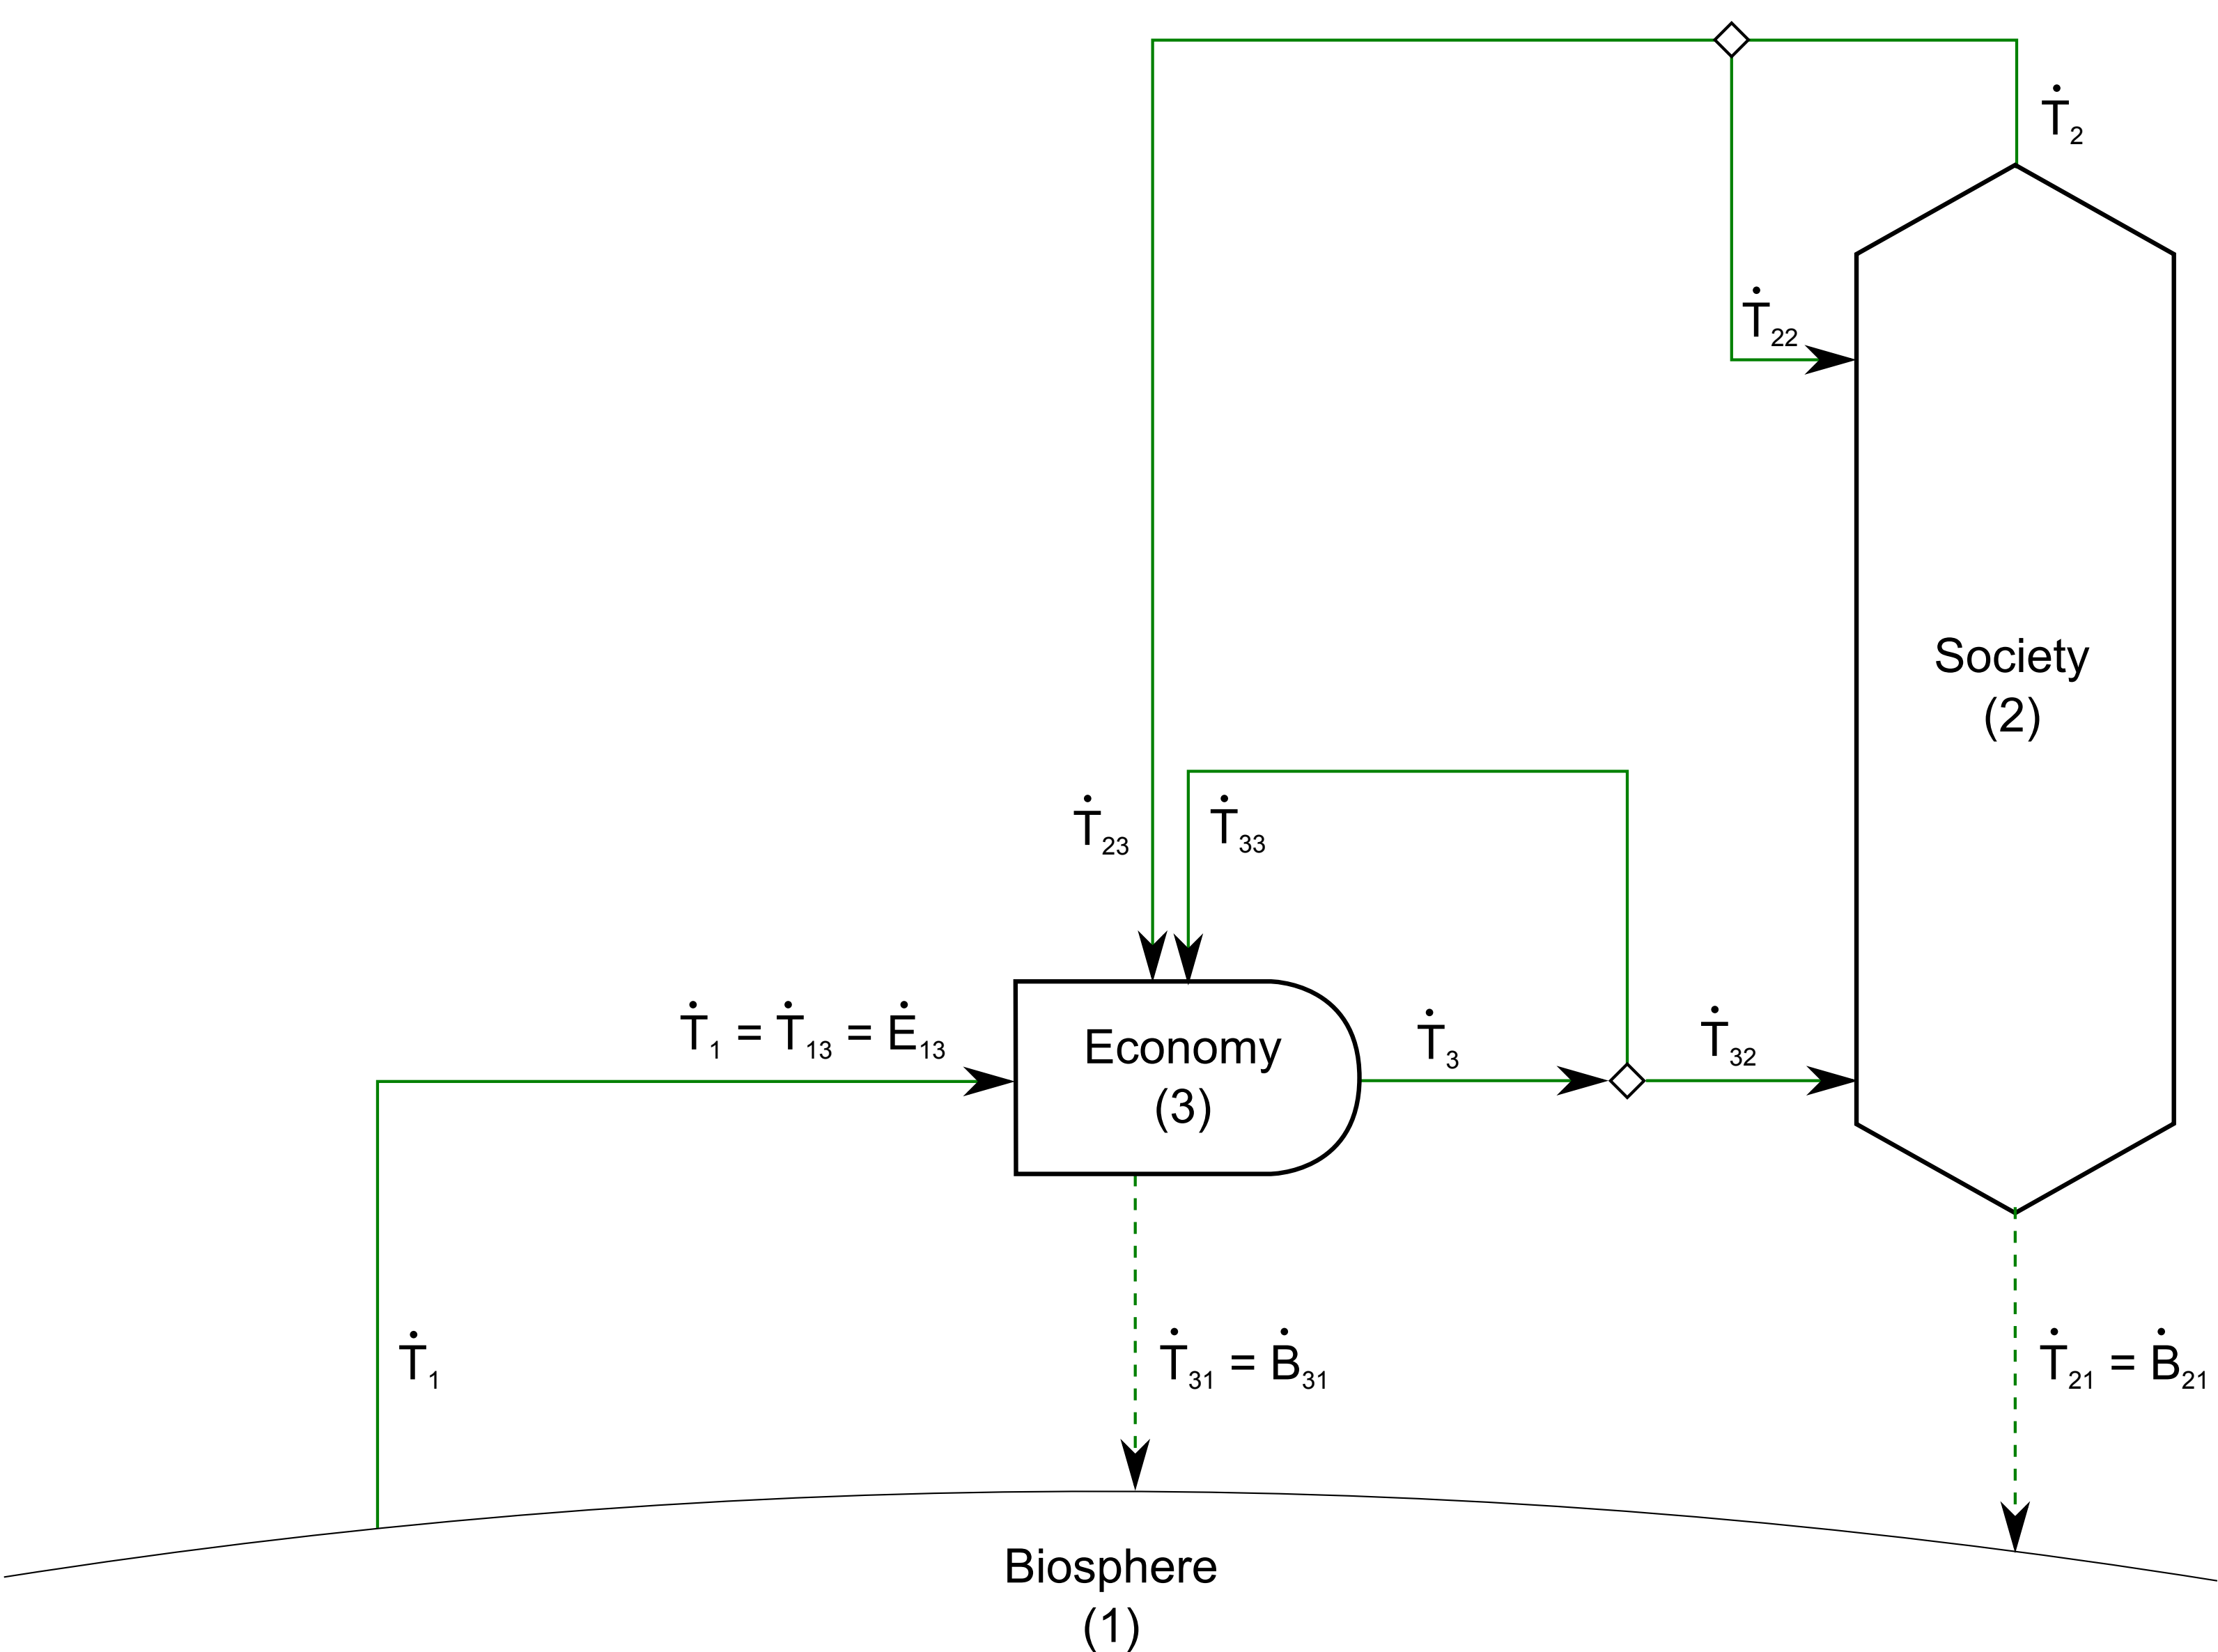 Ṫ₂
Ṫ₂₂
Society
(2)
Ṫ₂₃
Ṫ₃₃
Ṫ₁ = Ṫ₁₃ = Ė₁₃
Economy
(3)
Ṫ₃
Ṫ₃₂
Ṫ₁
Ṫ₃₁ = Ḃ₃₁
Ṫ₂₁ = Ḃ₂₁
Biosphere
(1)